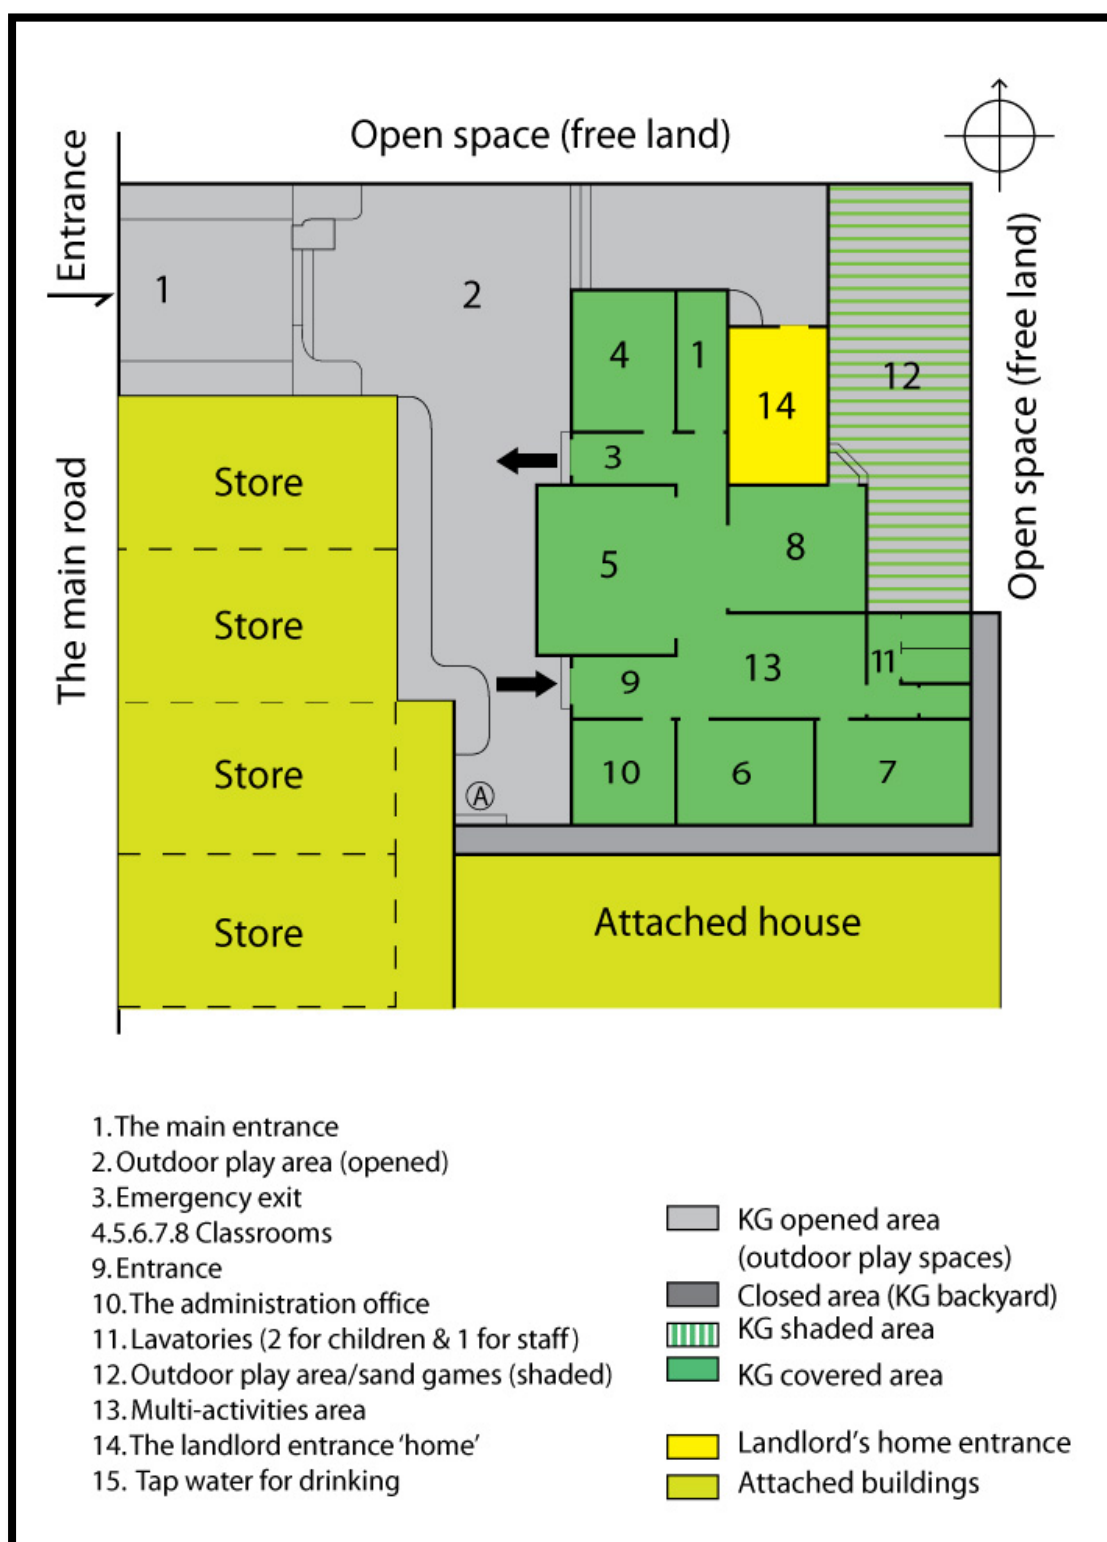 Open space (free land)
Entrance
1
2
4
1
14
12
Open space (free land)
3
Store
5
8
The main road
Store
9
13
11
10
6
7
Store
A
Store
Attached house
1.The main entrance
2.Outdoor play area (opened)
3.Emergency exit
4.5.6.7.8 Classrooms
9.Entrance
10.The administration office
11.Lavatories (2 for children & 1 for staff)
12.Outdoor play area/sand games (shaded)
13.Multi-activities area
14.The landlord entrance ‘home’
15. Tap water for drinking
KG opened area
(outdoor play spaces)
Closed area (KG backyard)
KG shaded area
KG covered area
Landlord’s home entrance
Attached buildings